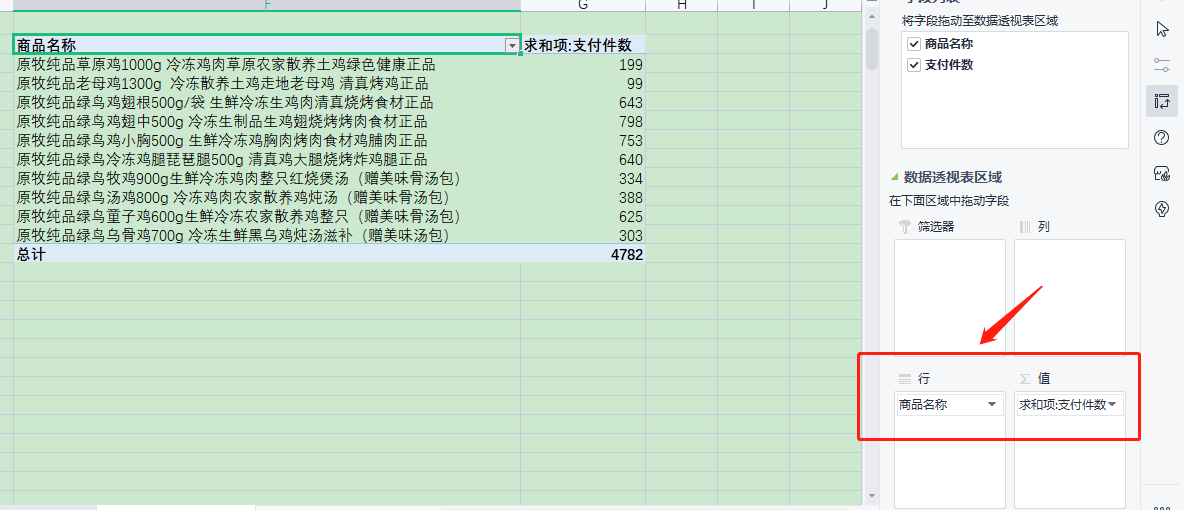 F G H I J
商品名称 求和项:支付件数
原牧纯品草原鸡1000g 冷冻鸡肉草原农家散养土鸡绿色健康正品 199
原牧纯品老母鸡1300g 冷冻散养土鸡走地老母鸡 清真烤鸡正品 99
原牧纯品绿鸟鸡翅根500g/袋 生鲜冷冻生鸡肉清真烧烤食材正品 643
原牧纯品绿鸟鸡翅中500g 冷冻生制品生鸡翅烧烤烤肉食材正品 798
原牧纯品绿鸟鸡小胸500g 生鲜冷冻鸡胸肉烤肉食材鸡脯肉正品 753
原牧纯品绿鸟冷冻鸡腿琵琶腿500g 清真鸡大腿烧烤炸鸡腿正品 640
原牧纯品绿鸟牧鸡900g生鲜冷冻鸡肉整只红烧煲汤（赠美味骨汤包） 334
原牧纯品绿鸟汤鸡800g 冷冻鸡肉农家散养鸡炖汤（赠美味骨汤包） 388
原牧纯品绿鸟童子鸡600g生鲜冷冻农家散养鸡整只（赠美味骨汤包） 625
原牧纯品绿鸟乌骨鸡700g 冷冻生鲜黑乌鸡炖汤滋补（赠美味汤包） 303
总计 4782
将字段拖动至数据透视表区域
商品名称
支付件数
数据透视表区域
在下面区域中拖动字段
筛选器 列
行 值
商品名称 求和项:支付件数